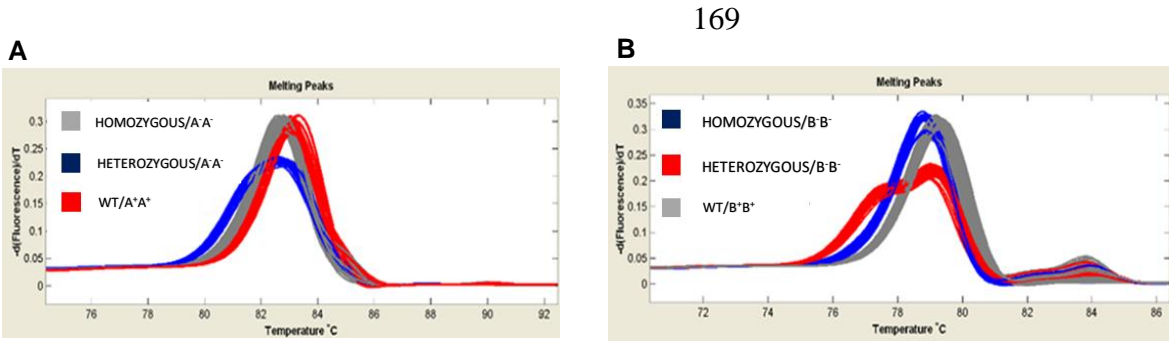 169
A
Melting Peaks
-d(Fluorescence)/dT
0.3
0.25
0.2
0.15
0.1
0.05
0
HOMOZYGOUS/A⁻A⁻
HETEROZYGOUS/A⁻A⁻
WT/A⁺A⁺
76 78 80 82 84 86 88 90 92
Temperature °C
B
Melting Peaks
-d(Fluorescence)/dT
0.35
0.3
0.25
0.2
0.15
0.1
0.05
0
HOMOZYGOUS/B⁻B⁻
HETEROZYGOUS/B⁻B⁻
WT/B⁺B⁺
72 74 76 78 80 82 84 86
Temperature °C